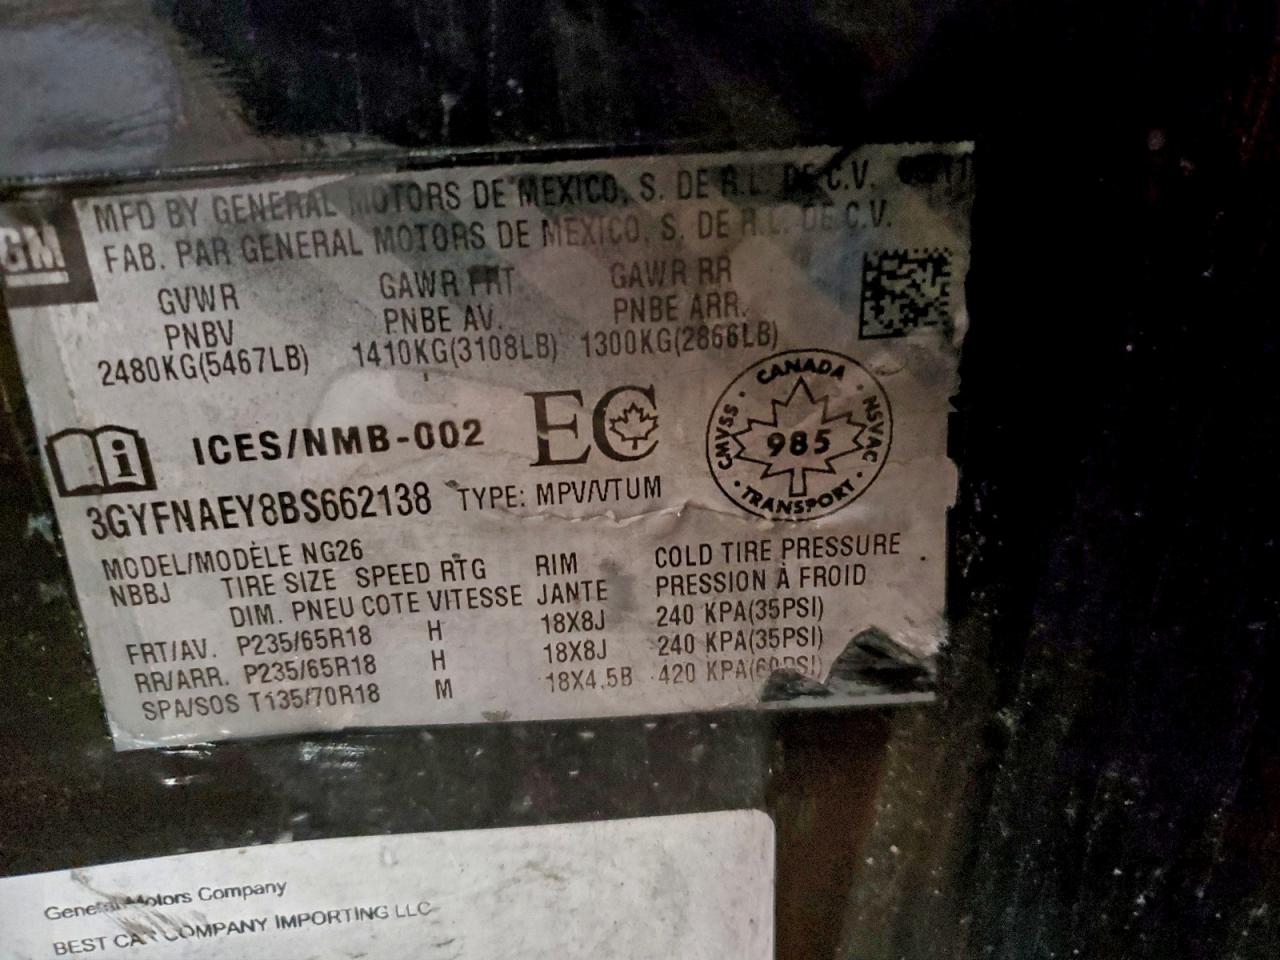 MFD BY GENERAL MOTORS DE MEXICO, S. DE R.L. DE C.V.
FAB. PAR GENERAL MOTORS DE MEXICO, S. DE R.L. DE C.V.
GM
GVWR GAWR FRT GAWR RR
PNBV PNBE AV. PNBE ARR.
2480KG(5467LB) 1410KG(3108LB) 1300KG(2866LB)
ICES/NMB-002 EC
CANADA
CMVSS 985 NSVAC
TRANSPORT
3GYFNAEY8BS662138 TYPE: MPV/VTUM
MODEL/MODÈLE NG26
NBBJ TIRE SIZE SPEED RTG RIM COLD TIRE PRESSURE
DIM. PNEU COTE VITESSE JANTE PRESSION À FROID
FRT/AV. P235/65R18 H 18X8J 240 KPA(35PSI)
RR/ARR. P235/65R18 H 18X8J 240 KPA(35PSI)
SPA/SOS T135/70R18 M 18X4.5B 420 KPA(60PSI)
General Motors Company
BEST CAR COMPANY IMPORTING LLC